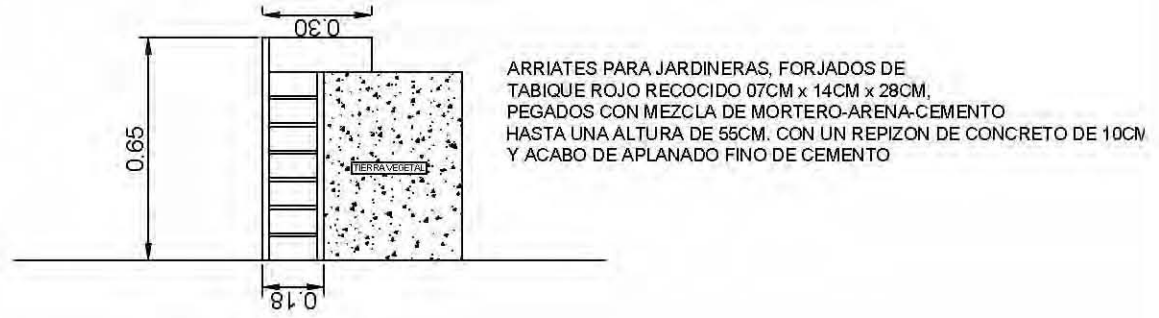 0.30
0.65
ARRIATES PARA JARDINERAS, FORJADOS DE
TABIQUE ROJO RECOCIDO 07CM x 14CM x 28CM,
PEGADOS CON MEZCLA DE MORTERO-ARENA-CEMENTO
HASTA UNA ALTURA DE 55CM. CON UN REPIZON DE CONCRETO DE 10CM
Y ACABO DE APLANADO FINO DE CEMENTO
TIERRA VEGETAL
0.18